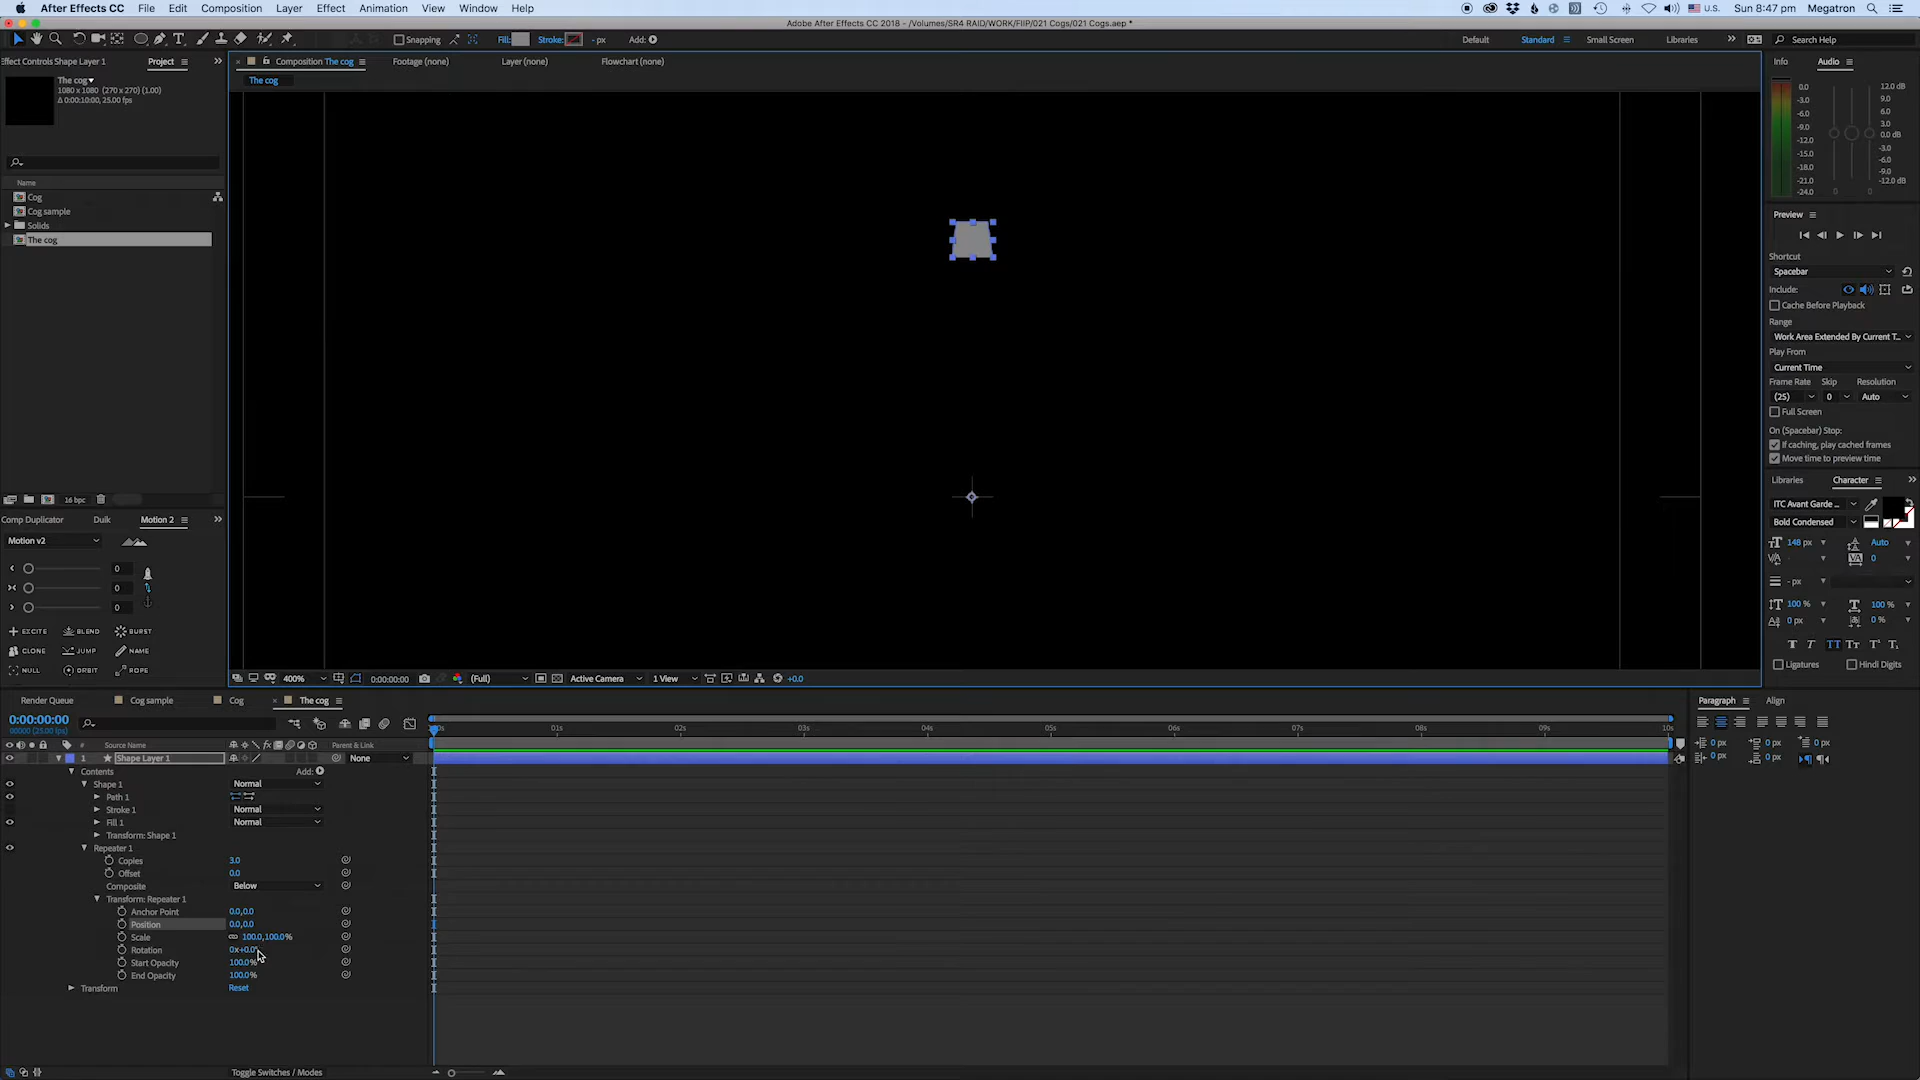 After Effects CC File Edit Composition Layer Effect Animation View Window Help U.S. Sun 8:47 pm Megatron
Adobe After Effects CC 2018 - /Volumes/SR4 RAID/WORK/FIIP/021 Cogs/021 Cogs.aep *
Snapping Fill: Stroke: - px Add: Default Standard Small Screen Libraries Search Help
Effect Controls Shape Layer 1 Project Composition The cog Footage (none) Layer (none) Flowchart (none) Info Audio
The cog
The cog
1080 x 1080 (270 x 270) (1.00)
Δ 0:00:10:00, 25.00 fps
0.0 12.0 dB
-3.0 9.0
-6.0 6.0
-9.0 3.0
-12.0 0.0 dB
-15.0 -3.0
-18.0 -6.0
-21.0 -9.0
-24.0 -12.0 dB
0 0
Name
Cog
Cog sample
Solids
The cog
Preview
Shortcut
Spacebar
Include:
Cache Before Playback
Range
Work Area Extended By Current T...
Play From
Current Time
Frame Rate Skip Resolution
(25) 0 Auto
Full Screen
On (Spacebar) Stop:
If caching, play cached frames
Move time to preview time
16 bpc
Libraries Character
ITC Avant Garde ...
Bold Condensed
148 px Auto
- 0
- px
100 % 100 %
0 px 0 %
Ligatures Hindi Digits
Comp Duplicator Duik Motion 2
Motion v2
0
0
0
EXCITE BLEND BURST
CLONE JUMP NAME
NULL ORBIT ROPE
400% 0:00:00:00 (Full) Active Camera 1 View +0.0
Render Queue Cog sample Cog The cog
0:00:00:00
00000 (25.00 fps)
01s 02s 03s 04s 05s 06s 07s 08s 09s 10s
# Source Name Parent & Link
1 Shape Layer 1 None
Contents Add:
Shape 1 Normal
Path 1
Stroke 1 Normal
Fill 1 Normal
Transform: Shape 1
Repeater 1
Copies 3.0
Offset 0.0
Composite Below
Transform: Repeater 1
Anchor Point 0.0,0.0
Position 0.0,0.0
Scale 100.0,100.0%
Rotation 0x+0.0°
Start Opacity 100.0%
End Opacity 100.0%
Transform Reset
Toggle Switches / Modes
Paragraph Align
0 px 0 px 0 px
0 px 0 px